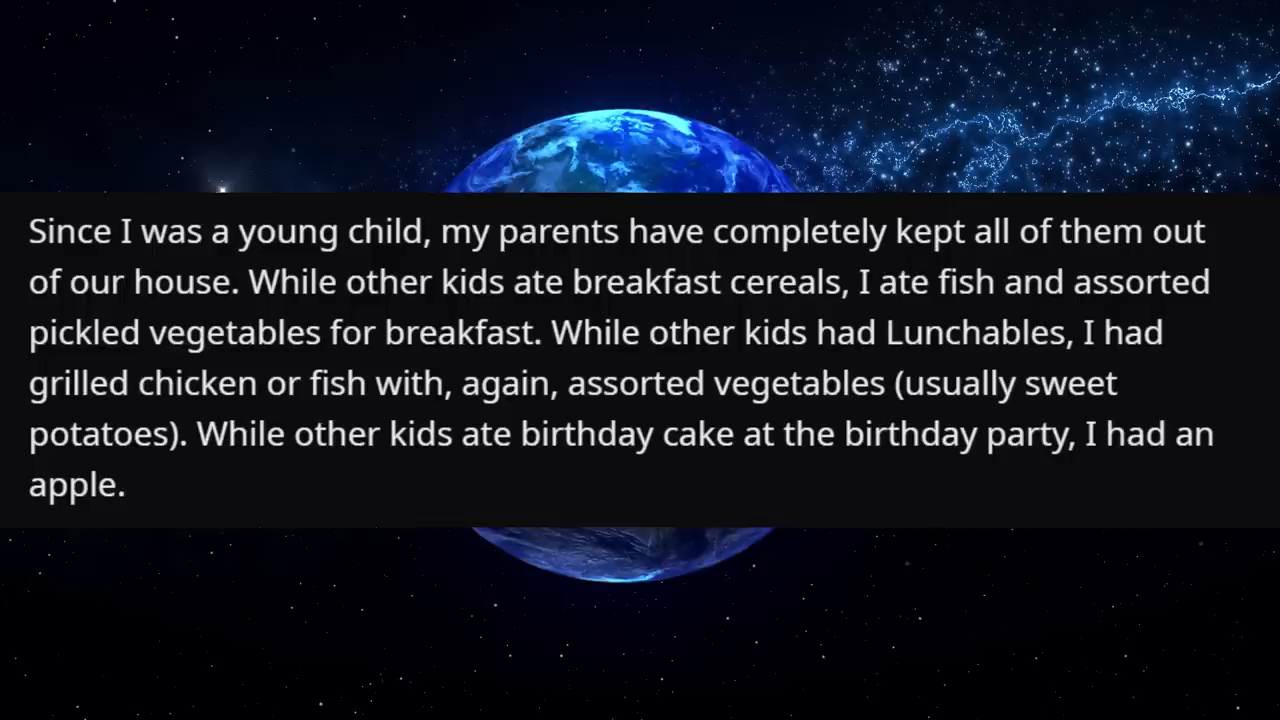 Since I was a young child, my parents have completely kept all of them out
of our house. While other kids ate breakfast cereals, I ate fish and assorted
pickled vegetables for breakfast. While other kids had Lunchables, I had
grilled chicken or fish with, again, assorted vegetables (usually sweet
potatoes). While other kids ate birthday cake at the birthday party, I had an
apple.